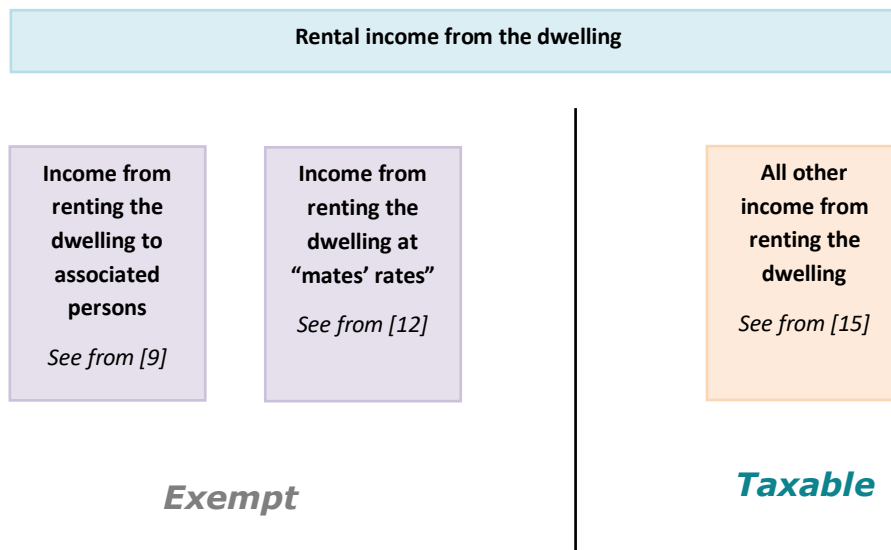 Rental income from the dwelling
Income from
renting the
dwelling to
associated
persons
See from [9]
Income from
renting the
dwelling at
“mates’ rates”
See from [12]
All other
income from
renting the
dwelling
See from [15]
Exempt
Taxable